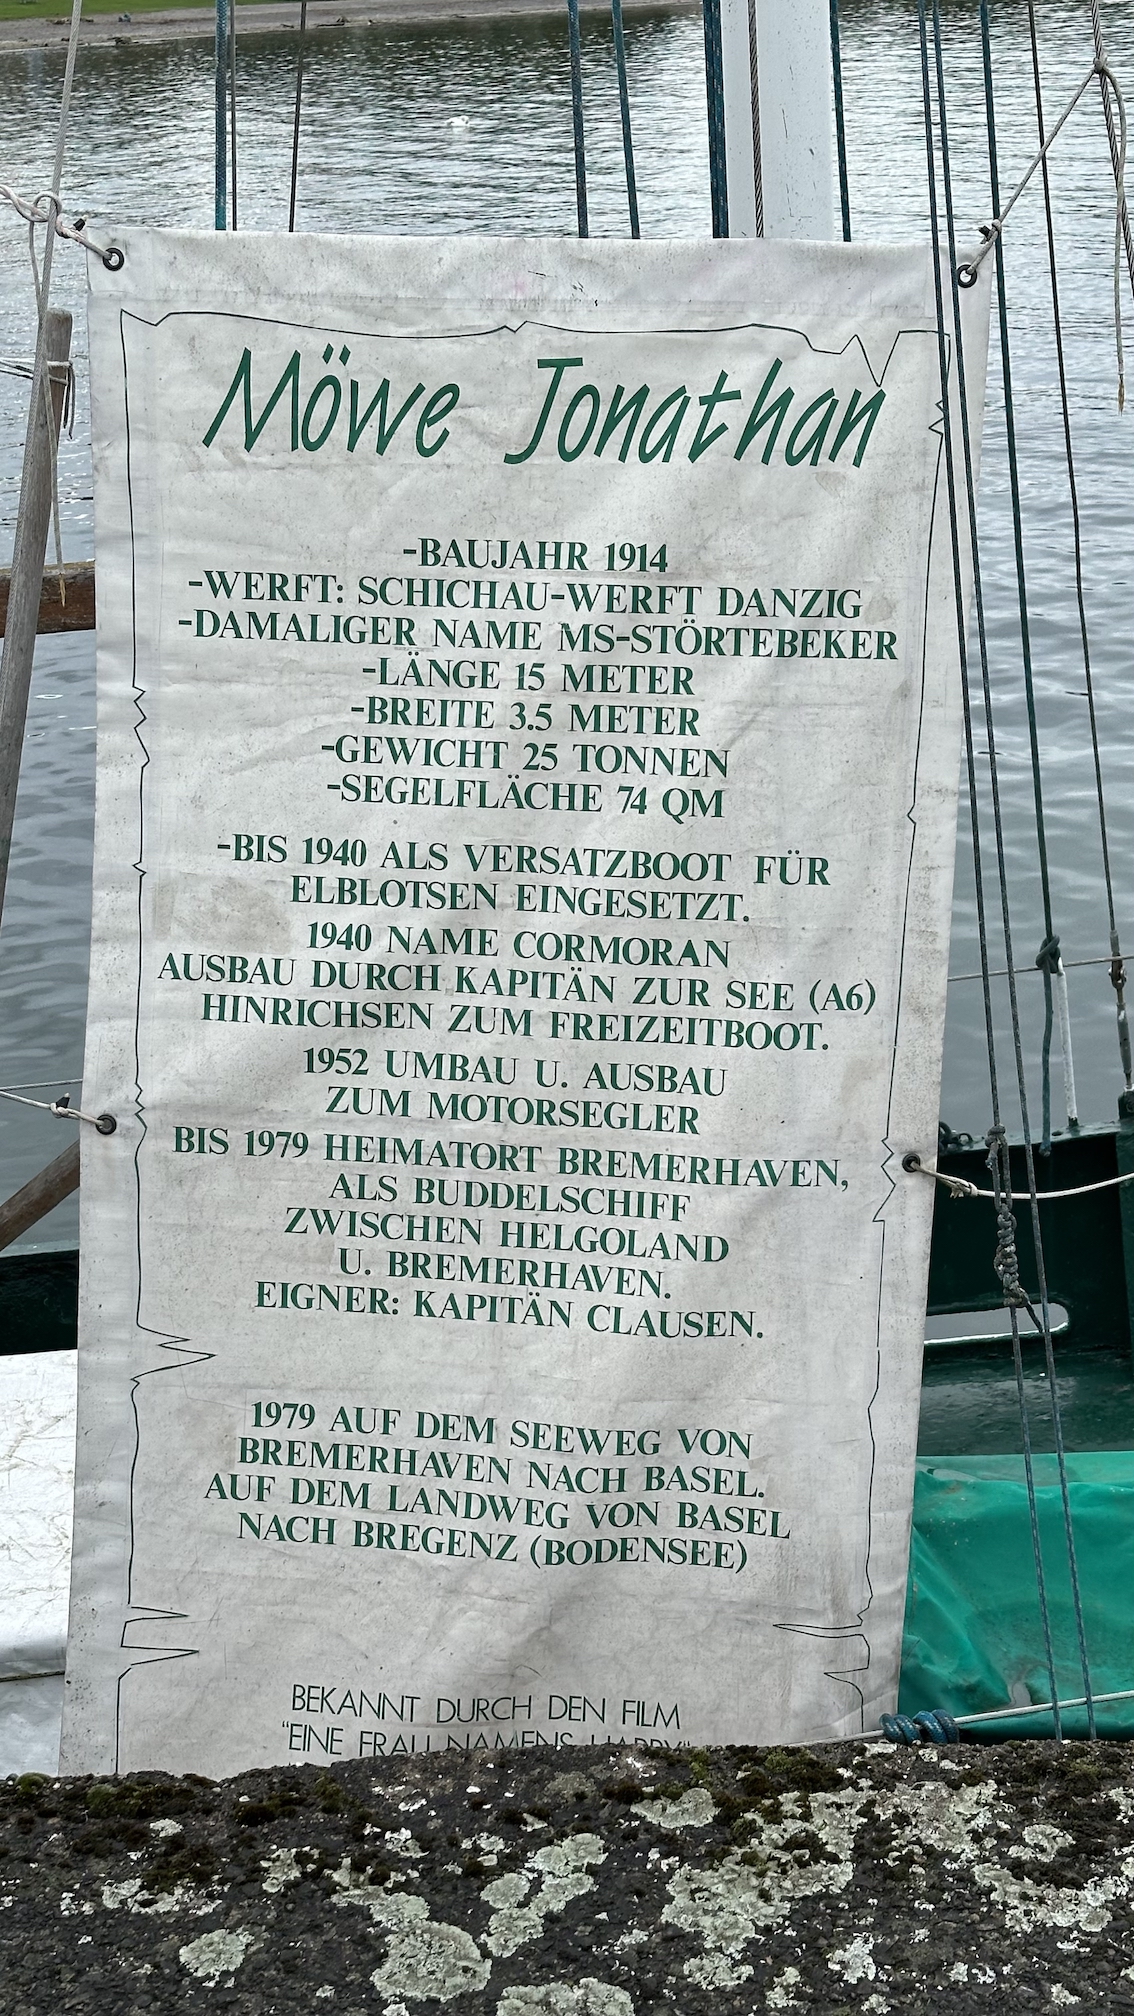 Möwe Jonathan
-BAUJAHR 1914
-WERFT: SCHICHAU-WERFT DANZIG
-DAMALIGER NAME MS-STÖRTEBEKER
-LÄNGE 15 METER
-BREITE 3.5 METER
-GEWICHT 25 TONNEN
-SEGELFLÄCHE 74 QM
-BIS 1940 ALS VERSATZBOOT FÜR
ELBLOTSEN EINGESETZT.
1940 NAME CORMORAN
AUSBAU DURCH KAPITÄN ZUR SEE (A6)
HINRICHSEN ZUM FREIZEITBOOT.
1952 UMBAU U. AUSBAU
ZUM MOTORSEGLER
BIS 1979 HEIMATORT BREMERHAVEN,
ALS BUDDELSCHIFF
ZWISCHEN HELGOLAND
U. BREMERHAVEN.
EIGNER: KAPITÄN CLAUSEN.
1979 AUF DEM SEEWEG VON
BREMERHAVEN NACH BASEL.
AUF DEM LANDWEG VON BASEL
NACH BREGENZ (BODENSEE)
BEKANNT DURCH DEN FILM
"EINE FRAU NAMENS HARRY"